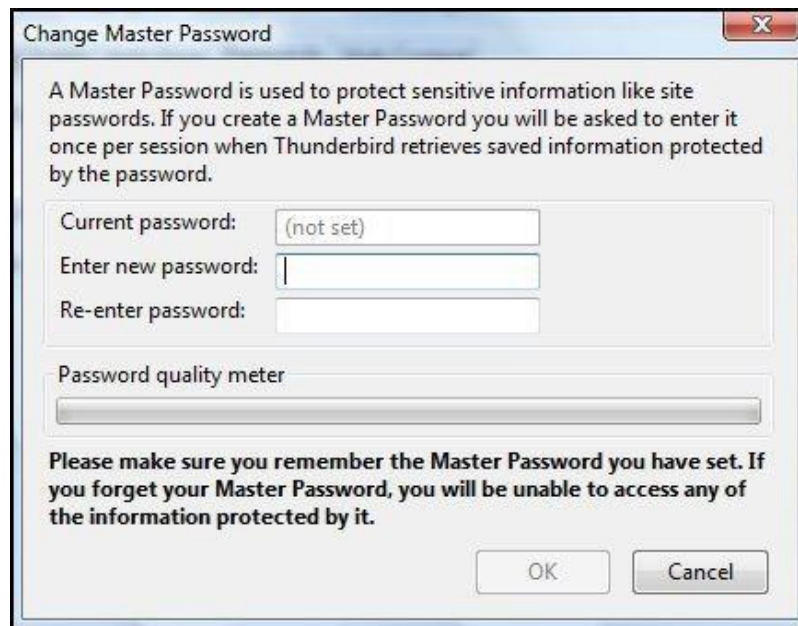 Change Master Password
A Master Password is used to protect sensitive information like site
passwords. If you create a Master Password you will be asked to enter it
once per session when Thunderbird retrieves saved information protected
by the password.
Current password: (not set)
Enter new password:
Re-enter password:
Password quality meter
Please make sure you remember the Master Password you have set. If
you forget your Master Password, you will be unable to access any of
the information protected by it.
OK Cancel